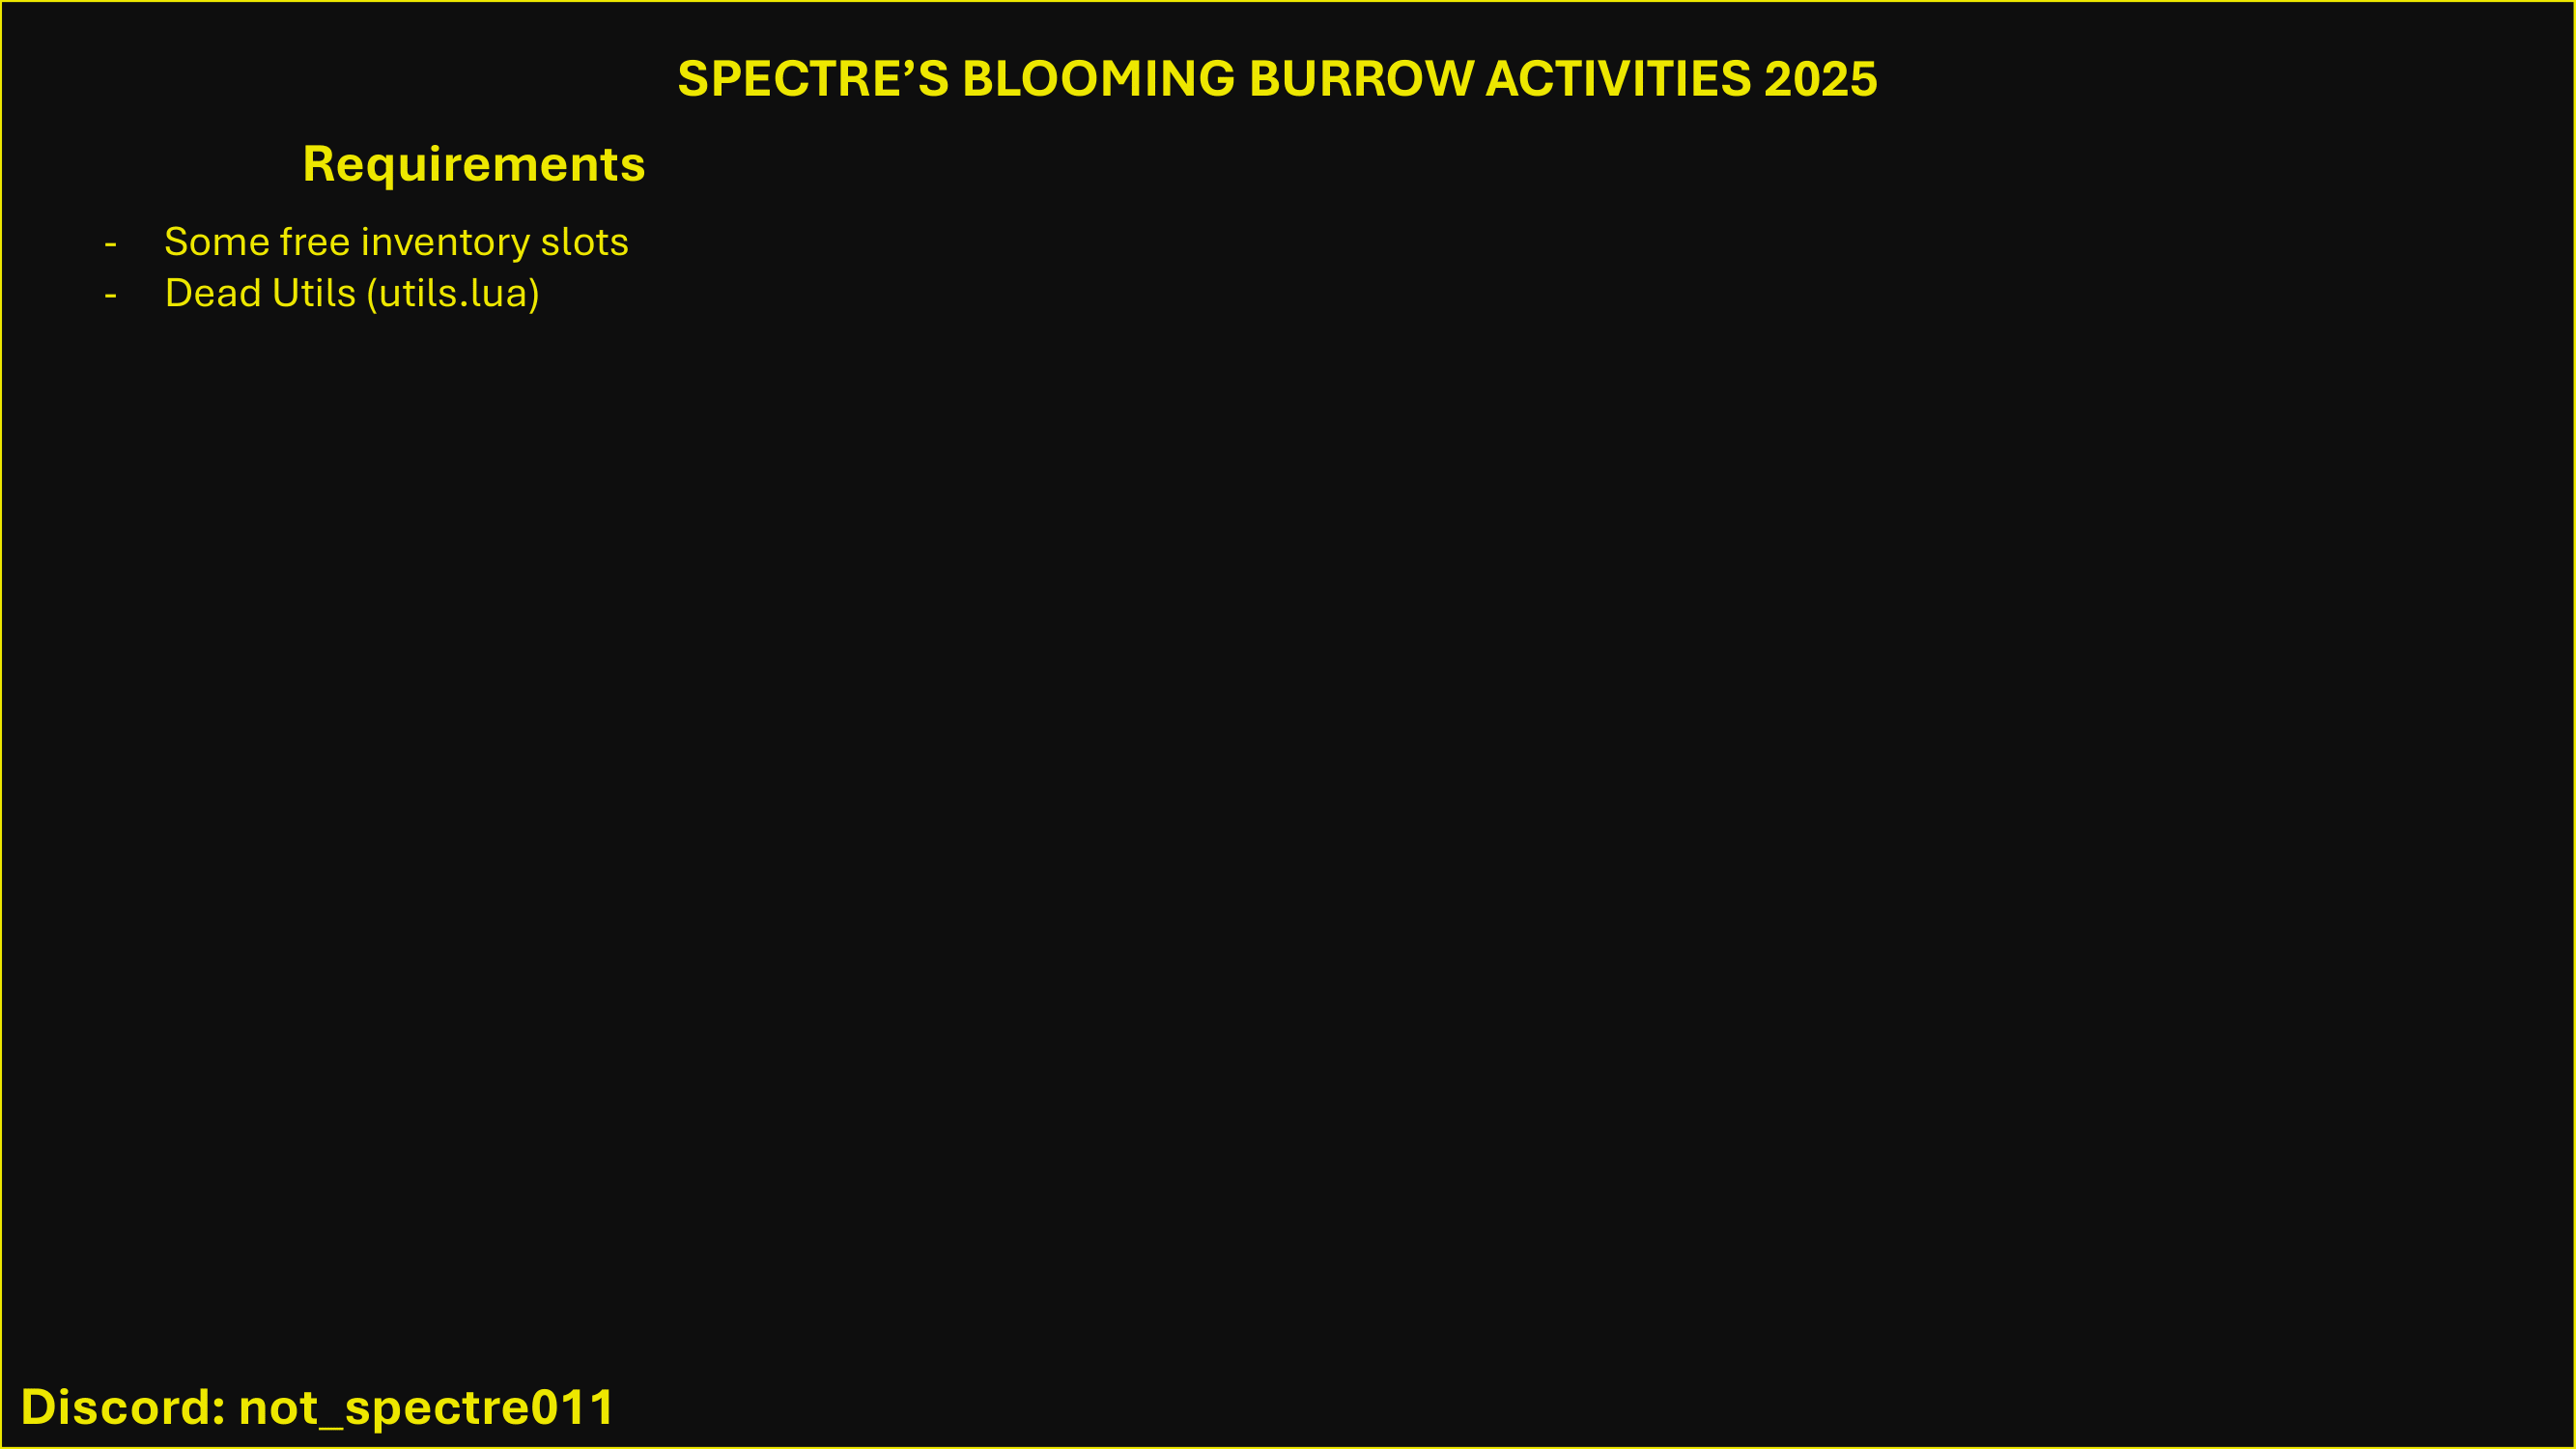 SPECTRE’S BLOOMING BURROW ACTIVITIES 2025
Requirements
- Some free inventory slots
- Dead Utils (utils.lua)
Discord: not_spectre011